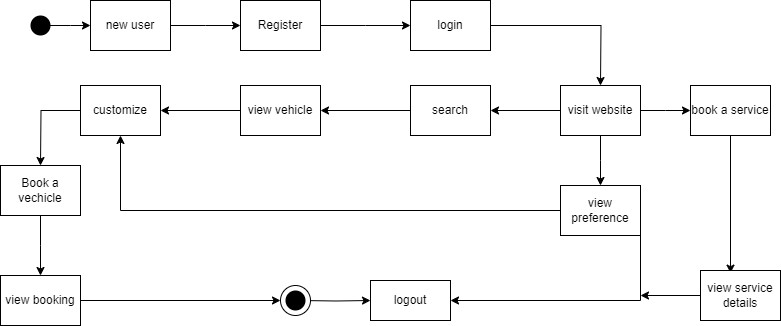 new user
Register
login
customize
view vehicle
search
visit website
book a service
Book a
vechicle
view
preference
view booking
logout
view service
details